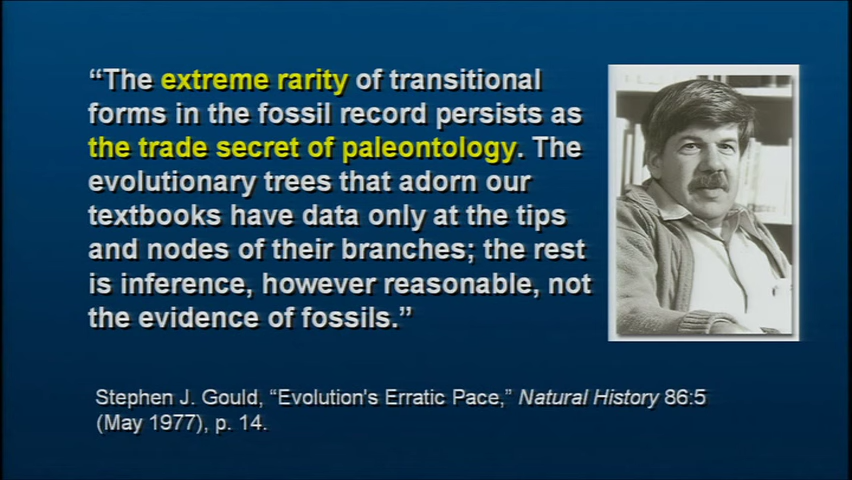 “The extreme rarity of transitional
forms in the fossil record persists as
the trade secret of paleontology. The
evolutionary trees that adorn our
textbooks have data only at the tips
and nodes of their branches; the rest
is inference, however reasonable, not
the evidence of fossils.”
Stephen J. Gould, “Evolution's Erratic Pace,” Natural History 86:5
(May 1977), p. 14.